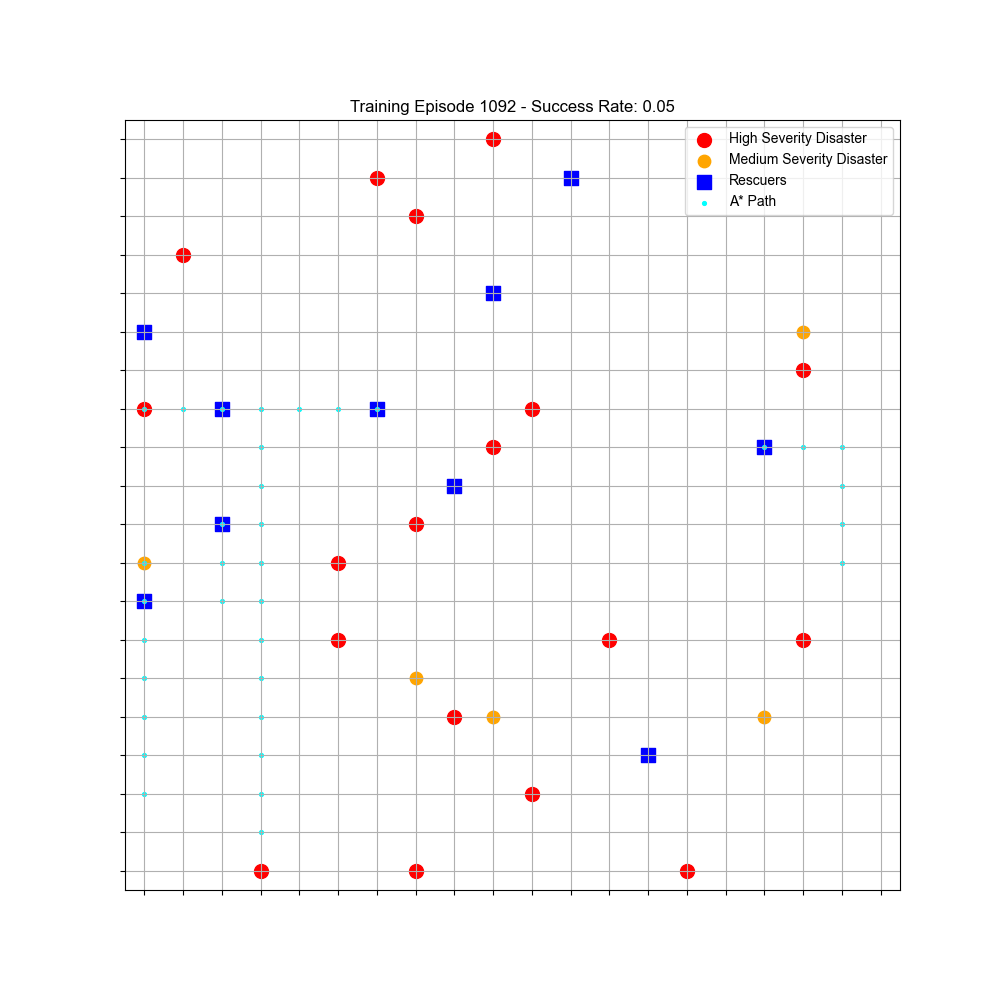 Training Episode 1092 - Success Rate: 0.05
High Severity Disaster
Medium Severity Disaster
Rescuers
A* Path